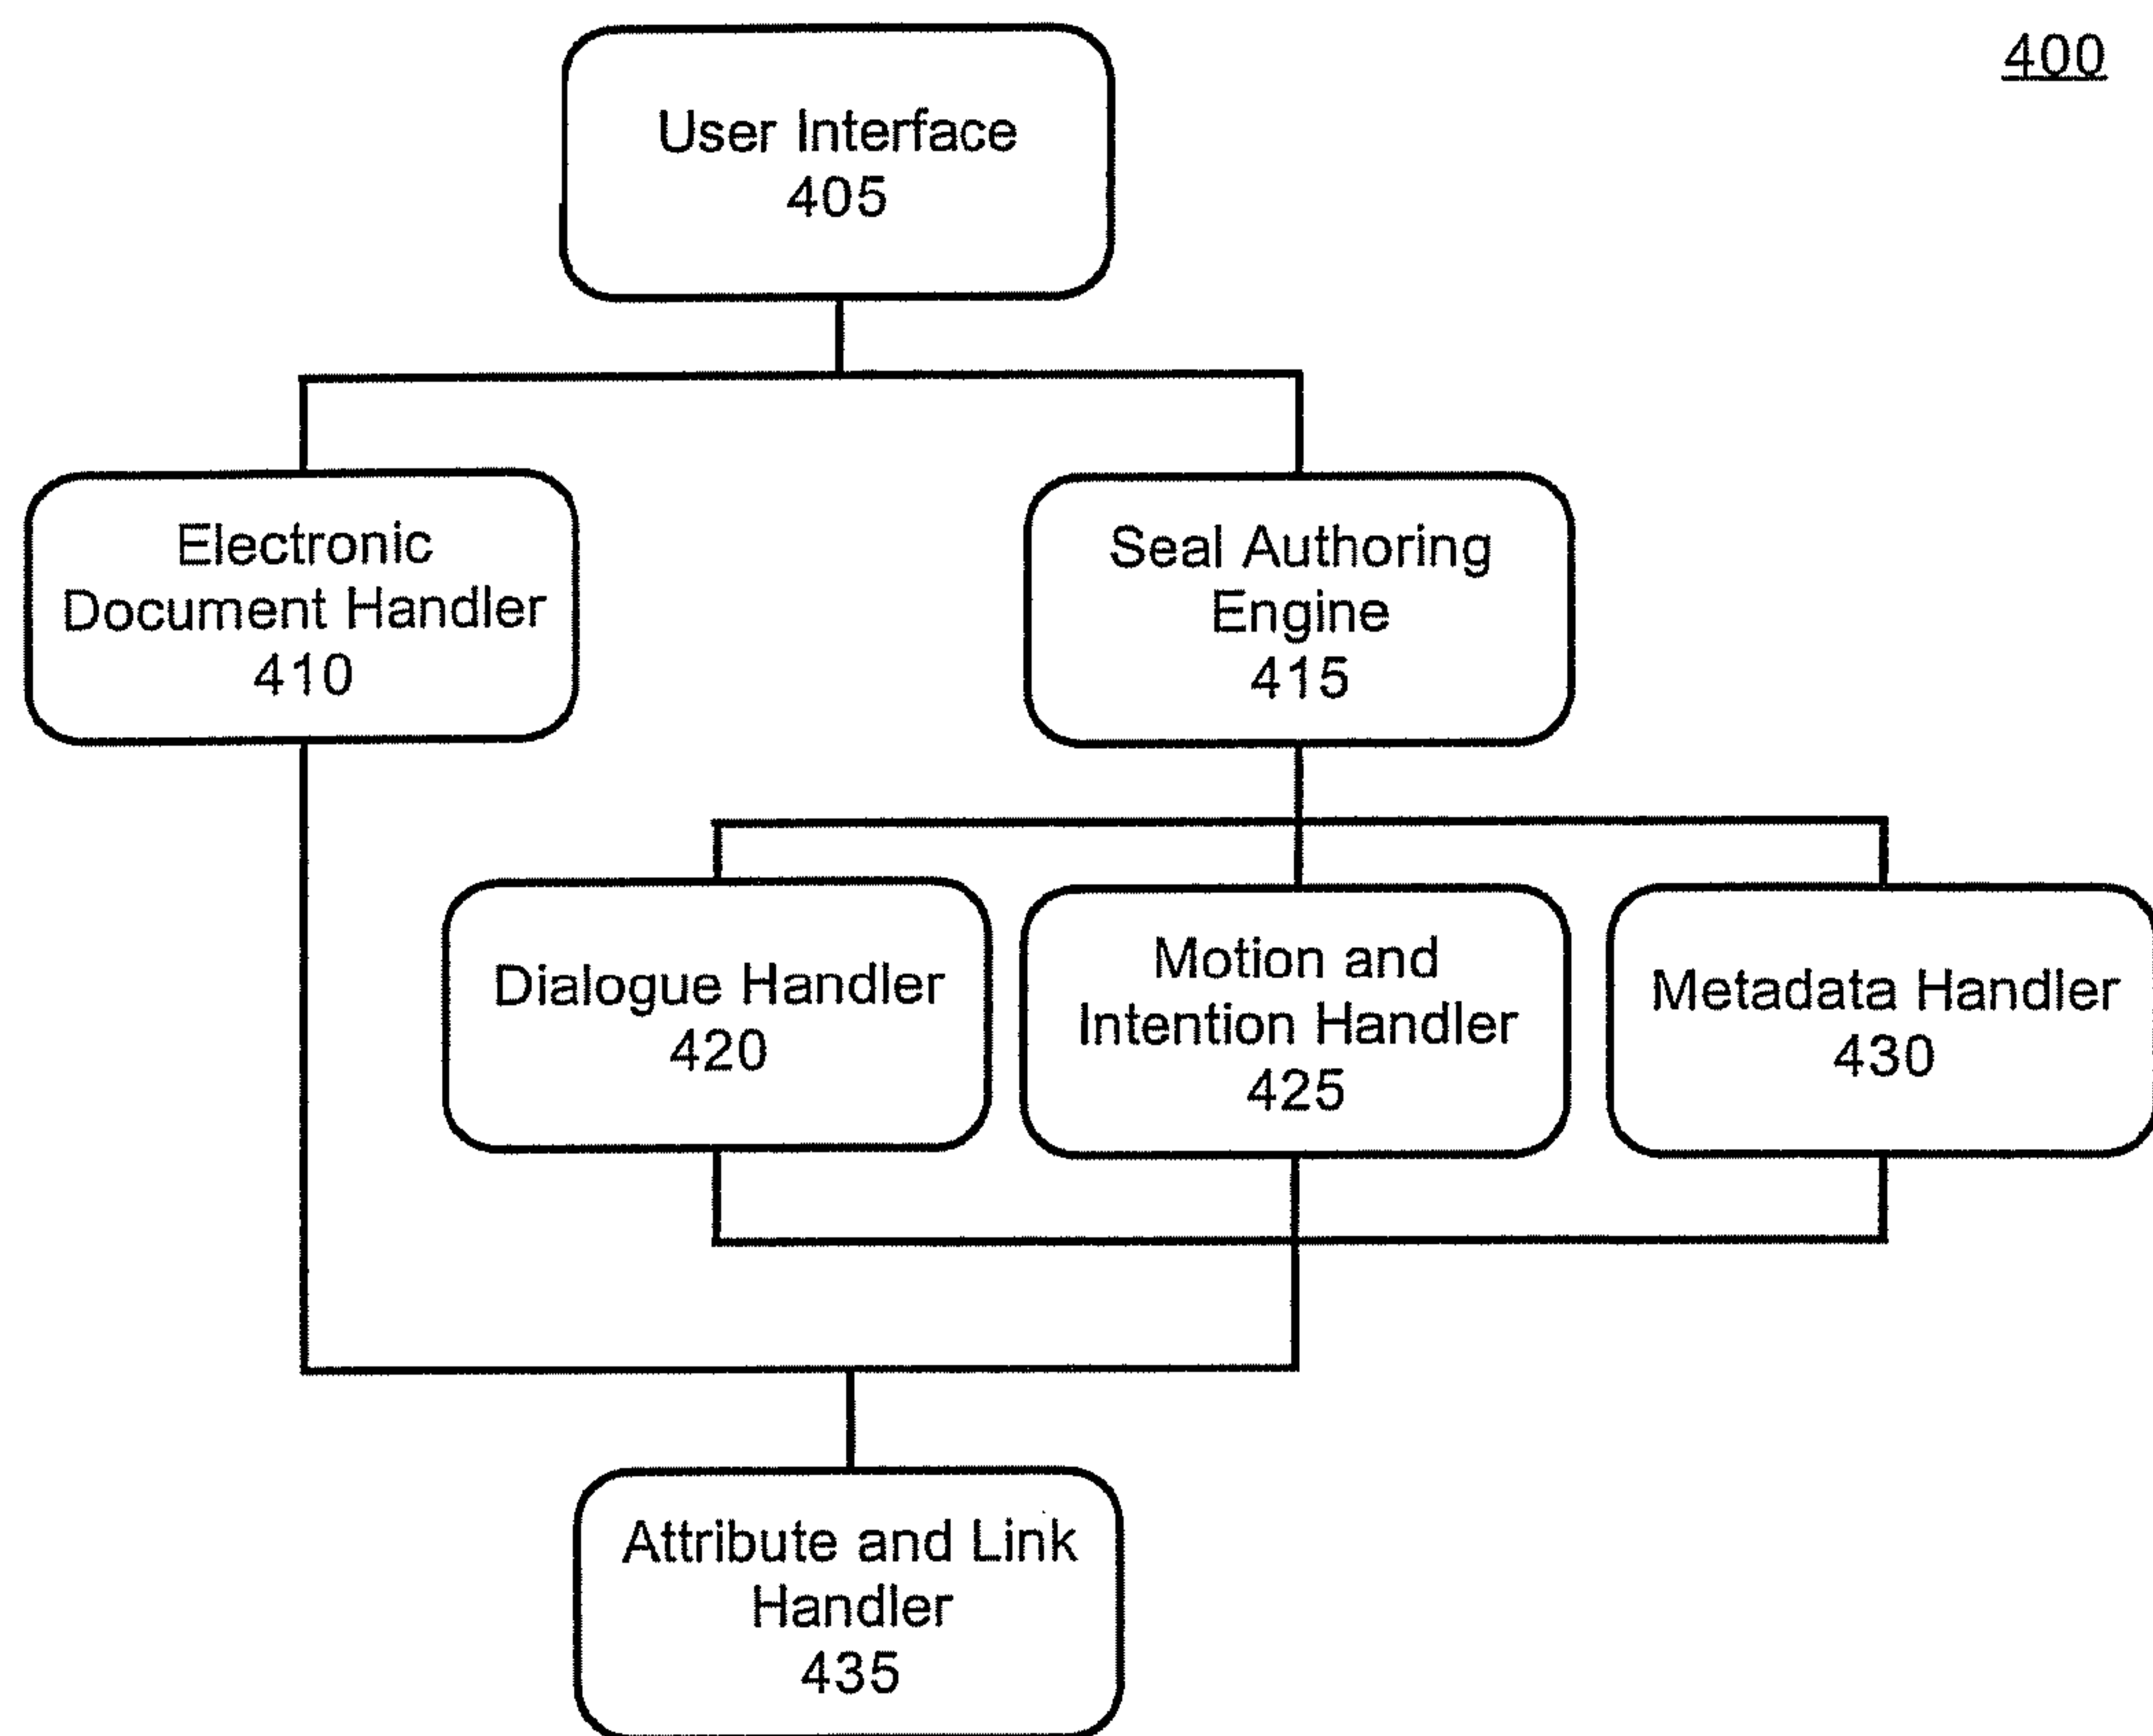 400
User Interface
405
Electronic
Document Handler
410
Seal Authoring
Engine
415
Dialogue Handler
420
Motion and
Intention Handler
425
Metadata Handler
430
Attribute and Link
Handler
435